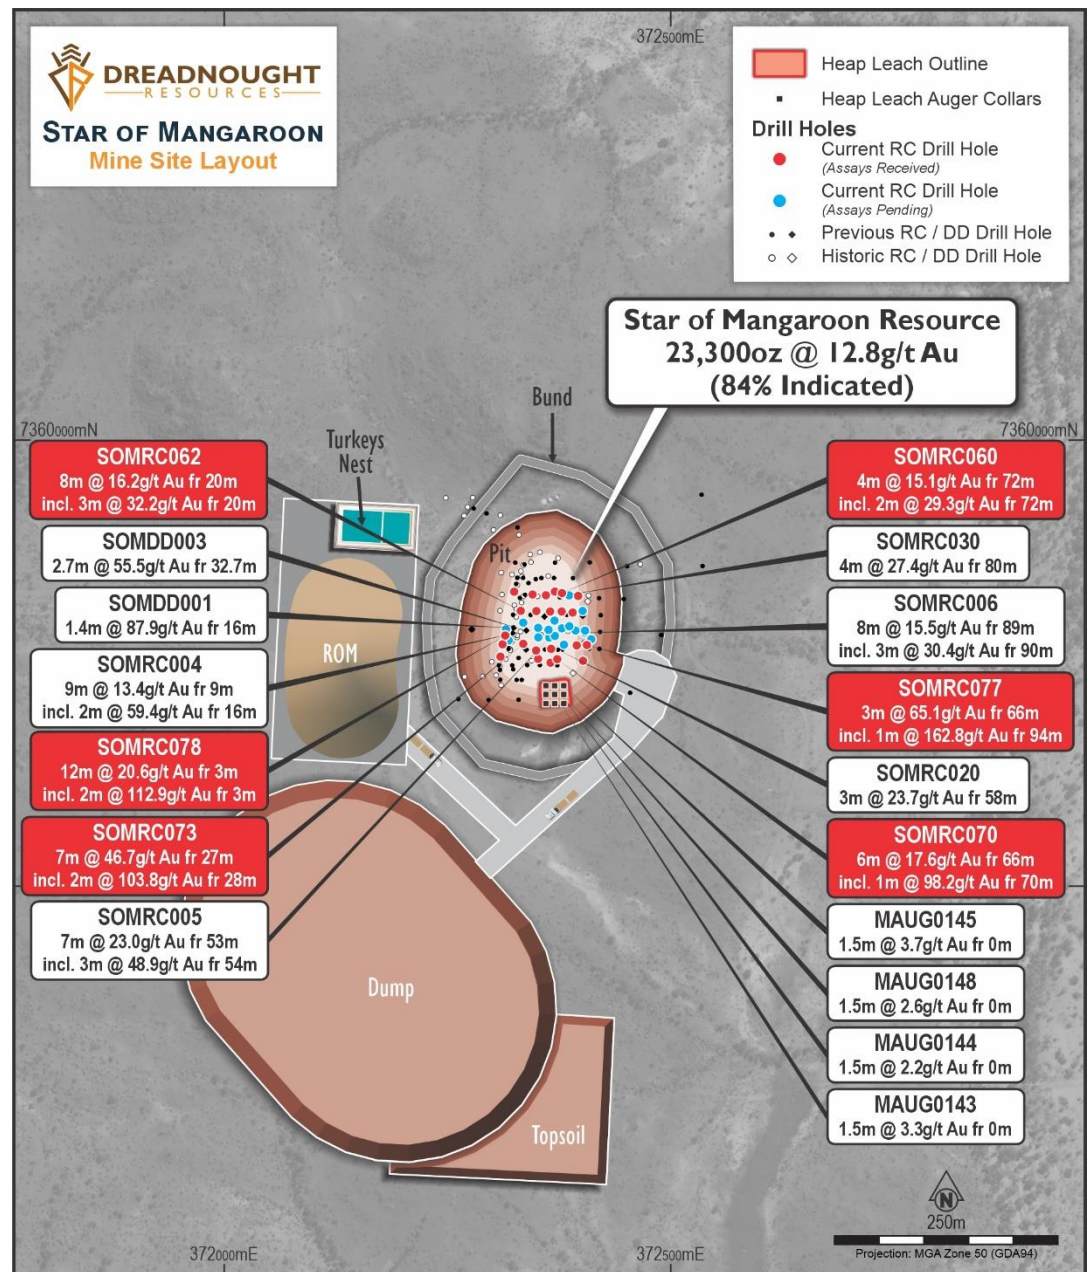 DREADNOUGHT
RESOURCES
STAR OF MANGAROON
Mine Site Layout
372500mE
Heap Leach Outline
Heap Leach Auger Collars
Drill Holes
Current RC Drill Hole
(Assays Received)
Current RC Drill Hole
(Assays Pending)
Previous RC / DD Drill Hole
Historic RC / DD Drill Hole
Star of Mangaroon Resource
23,300oz @ 12.8g/t Au
(84% Indicated)
Bund
7360000mN
7360000mN
Turkeys
Nest
Pit
ROM
SOMRC062
8m @ 16.2g/t Au fr 20m
incl. 3m @ 32.2g/t Au fr 20m
SOMDD003
2.7m @ 55.5g/t Au fr 32.7m
SOMDD001
1.4m @ 87.9g/t Au fr 16m
SOMRC004
9m @ 13.4g/t Au fr 9m
incl. 2m @ 59.4g/t Au fr 16m
SOMRC078
12m @ 20.6g/t Au fr 3m
incl. 2m @ 112.9g/t Au fr 3m
SOMRC073
7m @ 46.7g/t Au fr 27m
incl. 2m @ 103.8g/t Au fr 28m
SOMRC005
7m @ 23.0g/t Au fr 53m
incl. 3m @ 48.9g/t Au fr 54m
SOMRC060
4m @ 15.1g/t Au fr 72m
incl. 2m @ 29.3g/t Au fr 72m
SOMRC030
4m @ 27.4g/t Au fr 80m
SOMRC006
8m @ 15.5g/t Au fr 89m
incl. 3m @ 30.4g/t Au fr 90m
SOMRC077
3m @ 65.1g/t Au fr 66m
incl. 1m @ 162.8g/t Au fr 94m
SOMRC020
3m @ 23.7g/t Au fr 58m
SOMRC070
6m @ 17.6g/t Au fr 66m
incl. 1m @ 98.2g/t Au fr 70m
MAUG0145
1.5m @ 3.7g/t Au fr 0m
MAUG0148
1.5m @ 2.6g/t Au fr 0m
MAUG0144
1.5m @ 2.2g/t Au fr 0m
MAUG0143
1.5m @ 3.3g/t Au fr 0m
Dump
Topsoil
N
250m
Projection: MGA Zone 50 (GDA94)
372000mE
372500mE